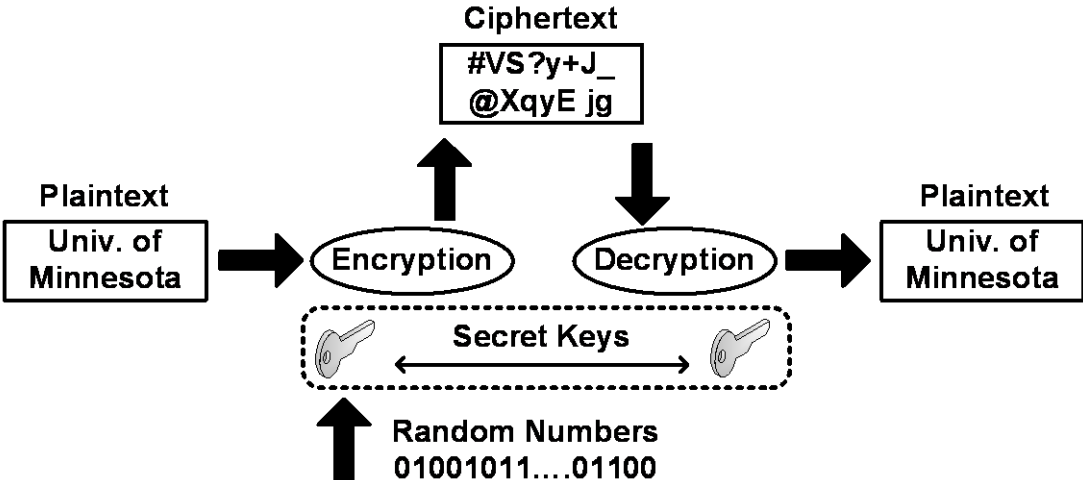 Ciphertext
#VS?y+J_
@XqyE jg
Plaintext
Univ. of
Minnesota
Encryption
Decryption
Plaintext
Univ. of
Minnesota
Secret Keys
Random Numbers
01001011....01100